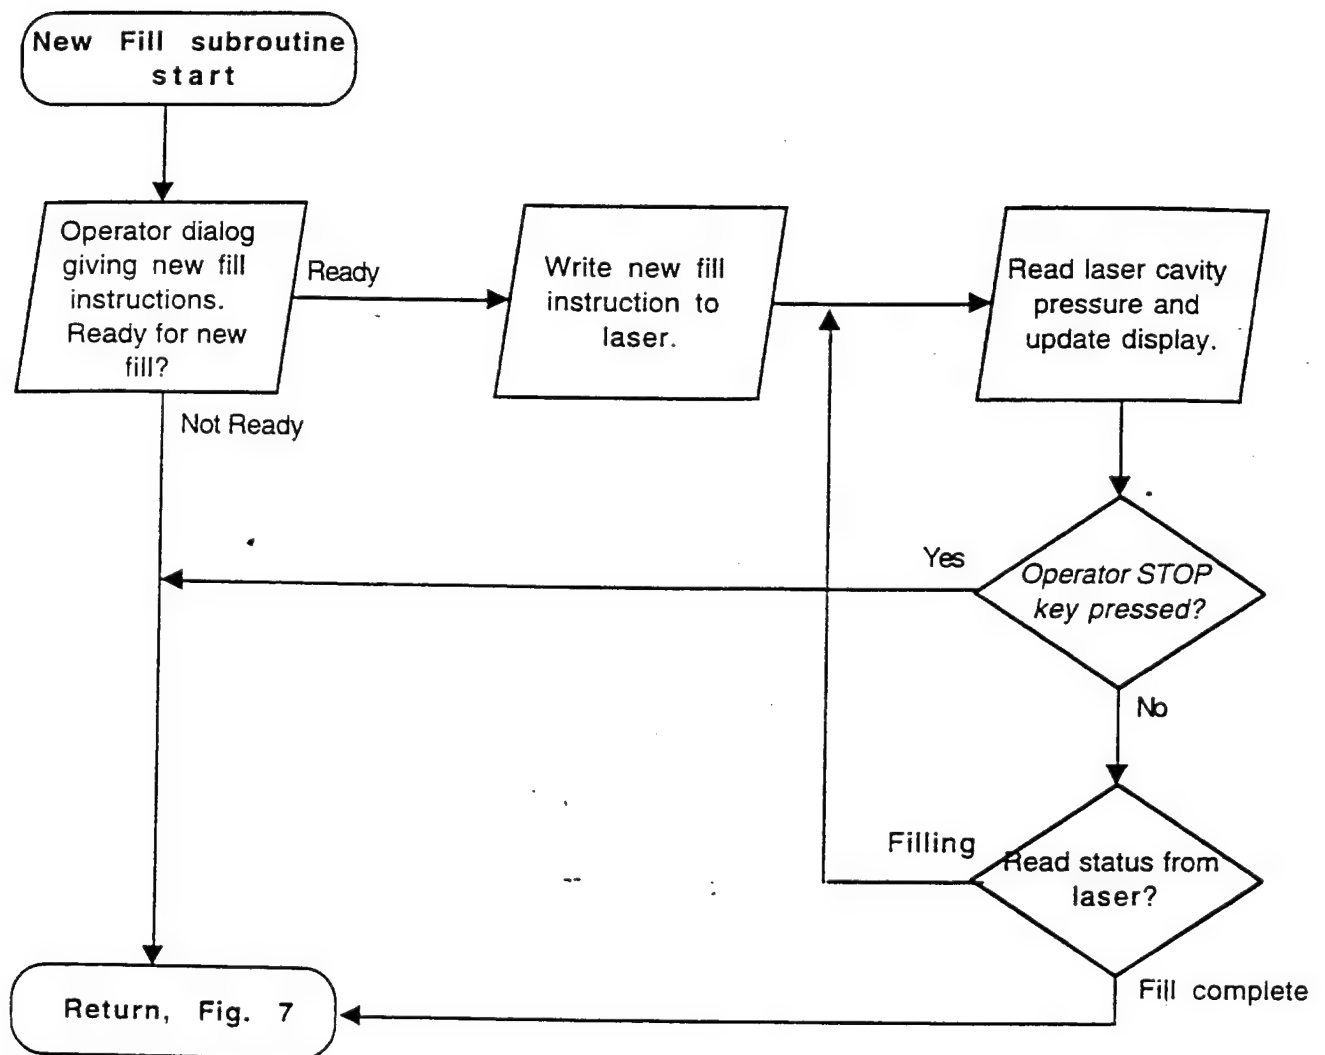 New Fill subroutine
start
Operator dialog
giving new fill
instructions.
Ready for new
fill?
Ready
Write new fill
instruction to
laser.
Read laser cavity
pressure and
update display.
Not Ready
Yes
Operator STOP
key pressed?
No
Filling
Read status from
laser?
Fill complete
Return, Fig. 7